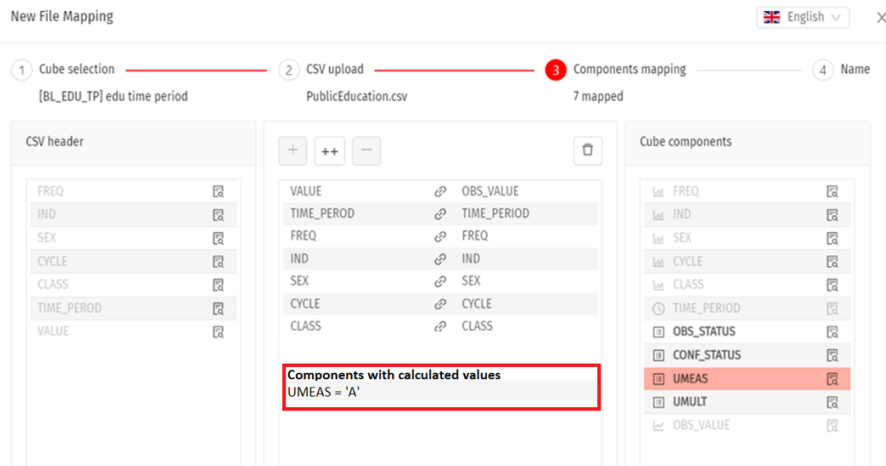 New File Mapping
English
1 Cube selection
2 CSV upload
3 Components mapping
4 Name
[BL_EDU_TP] edu time period
PublicEducation.csv
7 mapped
CSV header
FREQ
IND
SEX
CYCLE
CLASS
TIME_PEROD
VALUE
+ ++ −
VALUE OBS_VALUE
TIME_PEROD TIME_PERIOD
FREQ FREQ
IND IND
SEX SEX
CYCLE CYCLE
CLASS CLASS
Components with calculated values
UMEAS = 'A'
Cube components
FREQ
IND
SEX
CYCLE
CLASS
TIME_PERIOD
OBS_STATUS
CONF_STATUS
UMEAS
UMULT
OBS_VALUE